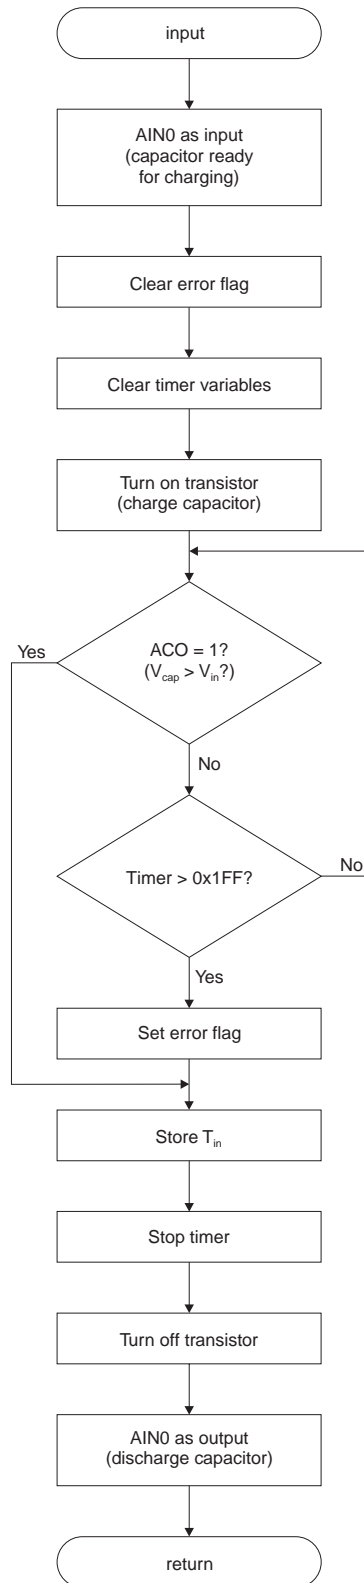 input
AIN0 as input
(capacitor ready
for charging)
Clear error flag
Clear timer variables
Turn on transistor
(charge capacitor)
Yes
ACO = 1?
(Vcap > Vin?)
No
Timer > 0x1FF?
No
Yes
Set error flag
Store Tin
Stop timer
Turn off transistor
AIN0 as output
(discharge capacitor)
return